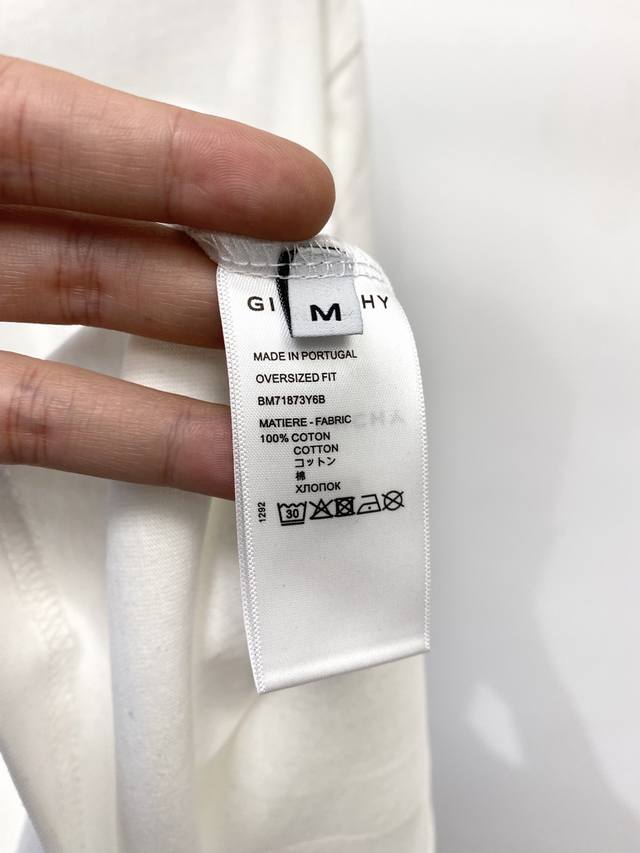 GI HY
M
MADE IN PORTUGAL
OVERSIZED FIT
BM71873Y6B
MATIERE - FABRIC
100% COTON
COTTON
コットン
棉
ХЛОПОК
1292
30